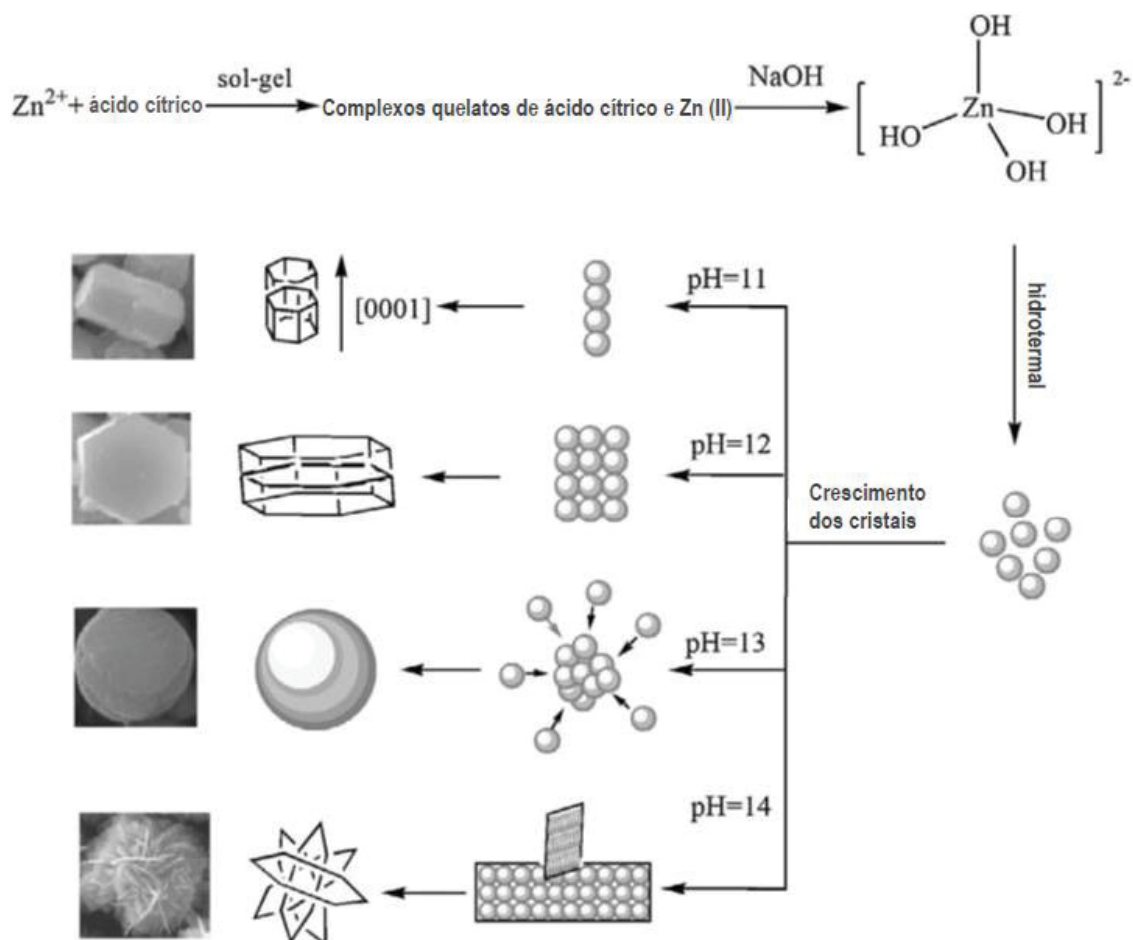 Zn²⁺+ ácido cítrico
sol-gel
Complexos quelatos de ácido cítrico e Zn (II)
NaOH
[Zn OH HO OH OH]²⁻
hidrotermal
Crescimento
dos cristais
pH=11
[0001]
pH=12
pH=13
pH=14